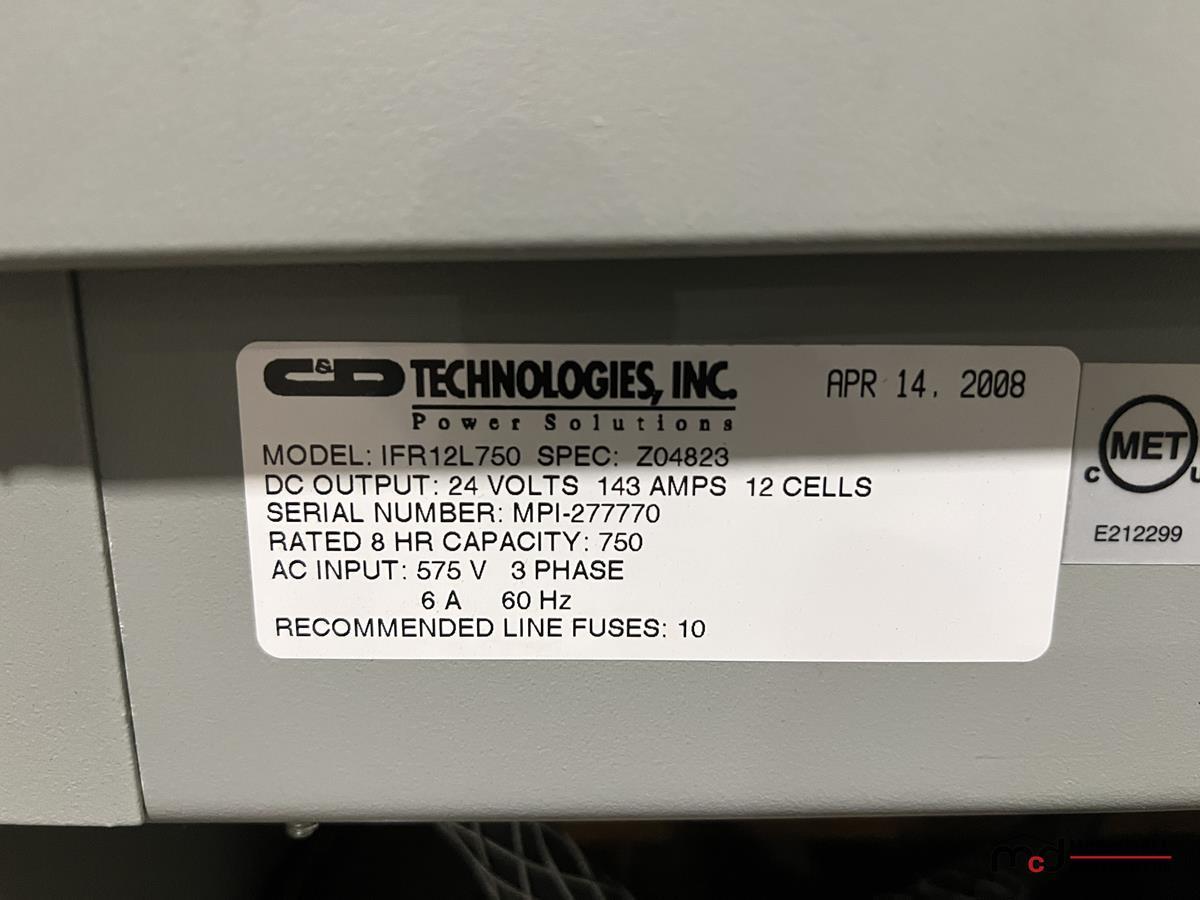 C&D TECHNOLOGIES, INC.
Power Solutions
APR 14, 2008
MODEL: IFR12L750 SPEC: Z04823
DC OUTPUT: 24 VOLTS 143 AMPS 12 CELLS
SERIAL NUMBER: MPI-277770
RATED 8 HR CAPACITY: 750
AC INPUT: 575 V 3 PHASE
6 A 60 Hz
RECOMMENDED LINE FUSES: 10
MET
C
E212299
mcd